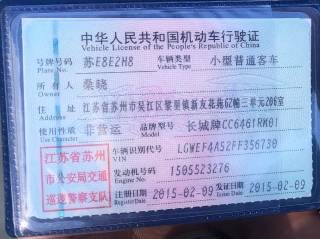 中华人民共和国机动车行驶证
Vehicle License of the People's Republic of China
号牌号码 苏E8E2H8 车辆类型 小型普通客车
Plate No. Vehicle Type
所有人 桑晓
Owner
住址 江苏省苏州市吴江区黎里镇新友花苑 幢三单元206室
Address
使用性质 非营运 品牌型号 长城牌CC6461RK01
Use Character Model
江苏省苏州
市公安局交通
巡逻警察支队
车辆识别代号 LGWEF4A52FF356730
VIN
发动机号码 1505523276
Engine No.
注册日期 2015-02-09 发证日期 2015-02-09
Register Date Issue Date